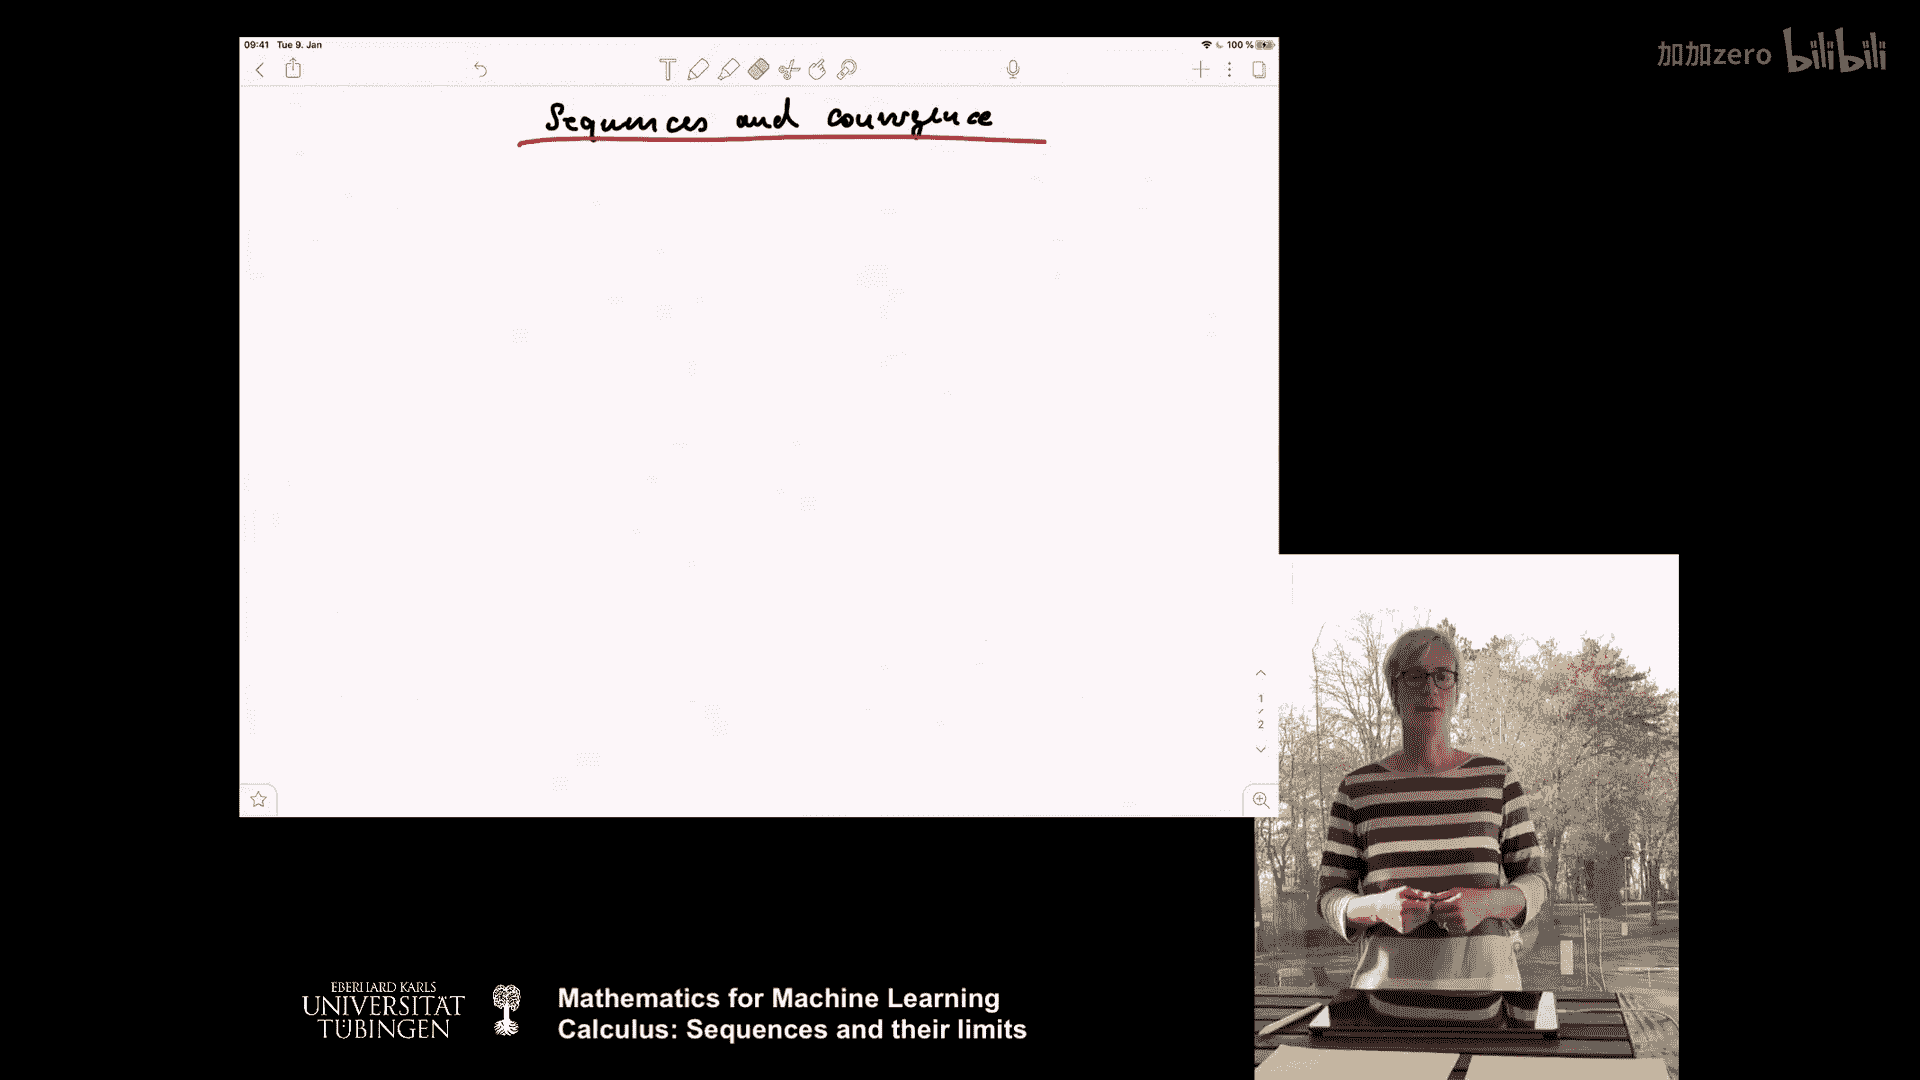 09:41 Tue 9. Jan
100 %
加加zero bilibili
Sequences and convergence
1
2
EBERHARD KARLS
UNIVERSITÄT
TÜBINGEN
Mathematics for Machine Learning
Calculus: Sequences and their limits